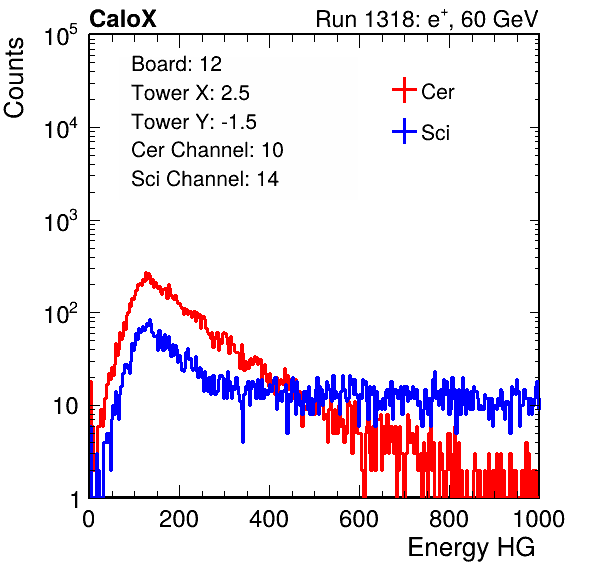 CaloX Run 1318: e⁺, 60 GeV
Counts
Board: 12
Tower X: 2.5
Tower Y: -1.5
Cer Channel: 10
Sci Channel: 14
Cer
Sci
10⁵
10⁴
10³
10²
10
1
0 200 400 600 800 1000
Energy HG